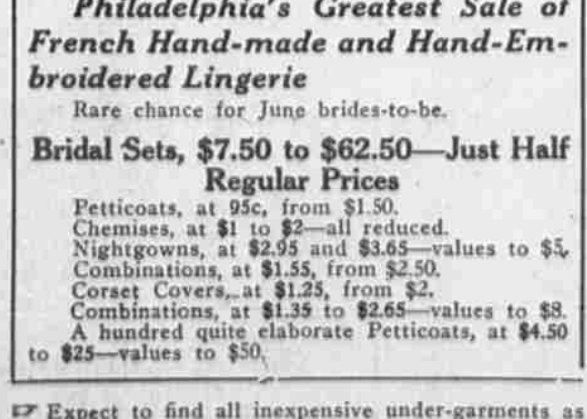 Philadelphia's Greatest Sale of
French Hand-made and Hand-Em-
broidered Lingerie
Rare chance for June brides-to-be.
Bridal Sets, $7.50 to $62.50—Just Half
Regular Prices
Petticoats, at 95c, from $1.50.
Chemises, at $1 to $2—all reduced.
Nightgowns, at $2.95 and $3.65—values to $5.
Combinations, at $1.55, from $2.50.
Corset Covers, at $1.25, from $2.
Combinations, at $1.35 to $2.65—values to $8.
A hundred quite elaborate Petticoats, at $4.50
to $25—values to $50.
☞ Expect to find all inexpensive under-garments as